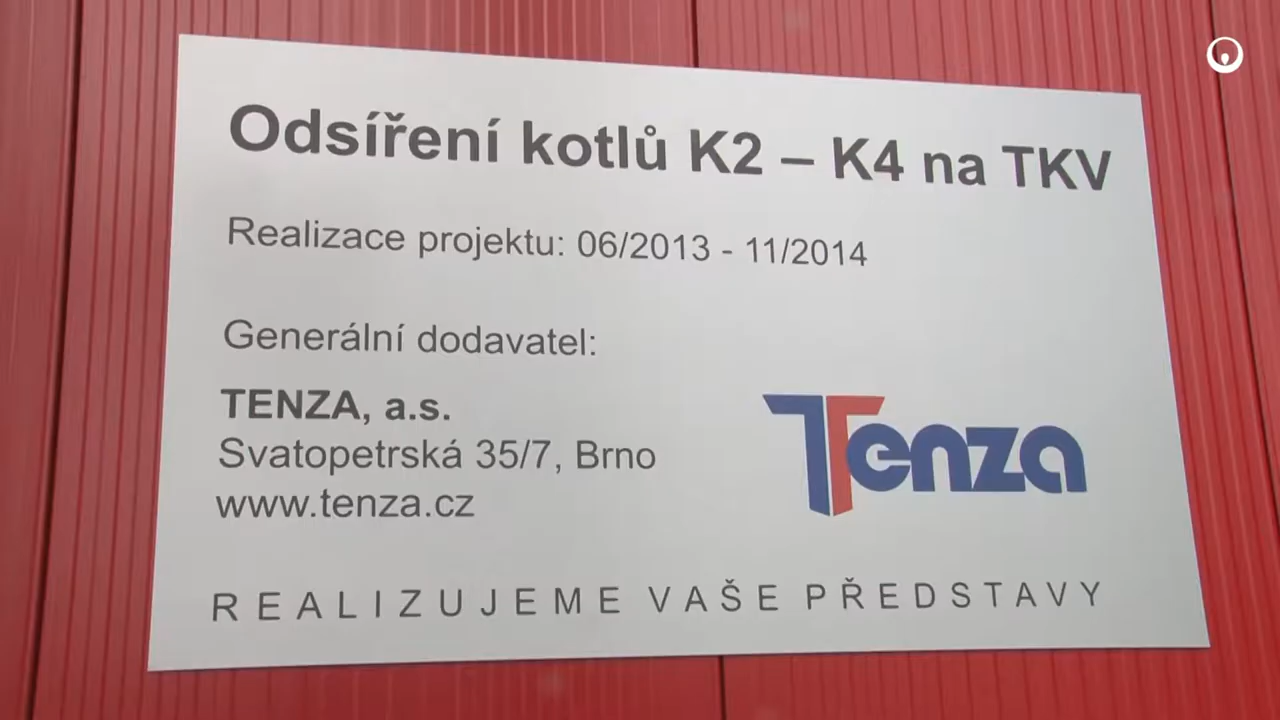 Odsíření kotlů K2 – K4 na TKV
Realizace projektu: 06/2013 - 11/2014
Generální dodavatel:
TENZA, a.s.
Svatopetrská 35/7, Brno
www.tenza.cz
Tenza
REALIZUJEME VAŠE PŘEDSTAVY